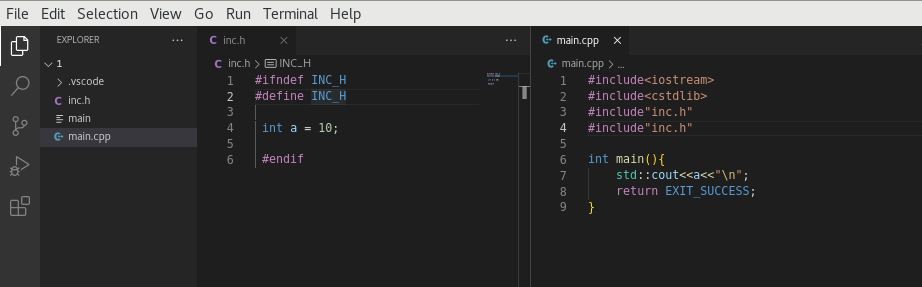 File Edit Selection View Go Run Terminal Help
EXPLORER ...
1
.vscode
C inc.h
main
main.cpp
C inc.h
C inc.h > INC_H
1 #ifndef INC_H
2 #define INC_H
3
4 int a = 10;
5
6 #endif
...
main.cpp
main.cpp > ...
1 #include<iostream>
2 #include<cstdlib>
3 #include"inc.h"
4 #include"inc.h"
5
6 int main(){
7 std::cout<<a<<"\n";
8 return EXIT_SUCCESS;
9 }